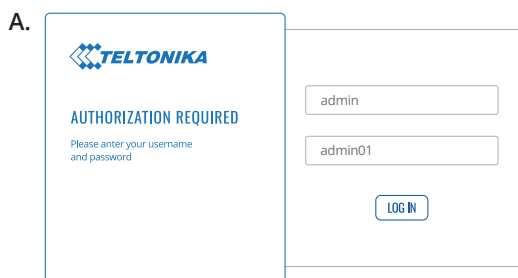 A.
TELTONIKA
AUTHORIZATION REQUIRED
Please anter your username
and password
admin
admin01
LOG IN